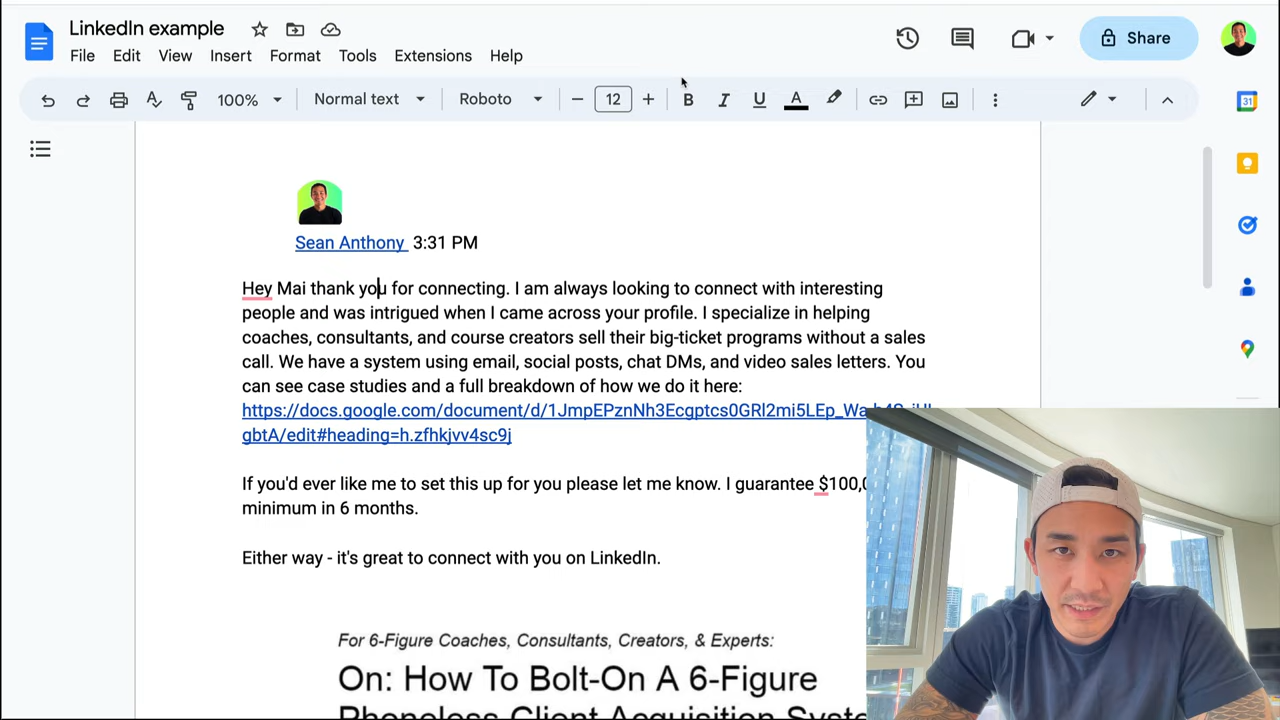 LinkedIn example
File Edit View Insert Format Tools Extensions Help
Share
100% Normal text Roboto 12 B I U A
31
Sean Anthony 3:31 PM
Hey Mai thank you for connecting. I am always looking to connect with interesting
people and was intrigued when I came across your profile. I specialize in helping
coaches, consultants, and course creators sell their big-ticket programs without a sales
call. We have a system using email, social posts, chat DMs, and video sales letters. You
can see case studies and a full breakdown of how we do it here:
https://docs.google.com/document/d/1JmpEPznNh3Ecgptcs0GRl2mi5LEp_Wa
gbtA/edit#heading=h.zfhkjvv4sc9j
If you'd ever like me to set this up for you please let me know. I guarantee $100,0
minimum in 6 months.
Either way - it's great to connect with you on LinkedIn.
For 6-Figure Coaches, Consultants, Creators, & Experts:
On: How To Bolt-On A 6-Figure
Phoneless Client Acquisition Syste